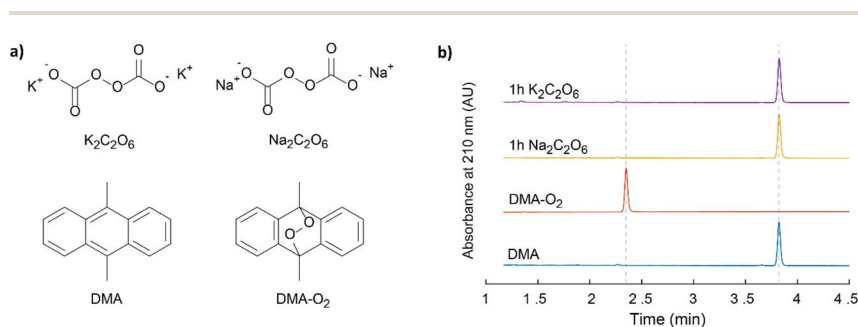 a)
O
-
O
O
O
O
-
O
K+
K+
O
K2C2O6
O
-
O
O
O
O
-
O
Na+
Na+
O
Na2C2O6
DMA
O
O
DMA-O2
b)
Absorbance at 210 nm (AU)
1h K2C2O6
1h Na2C2O6
DMA-O2
DMA
1 1.5 2 2.5 3 3.5 4 4.5
Time (min)